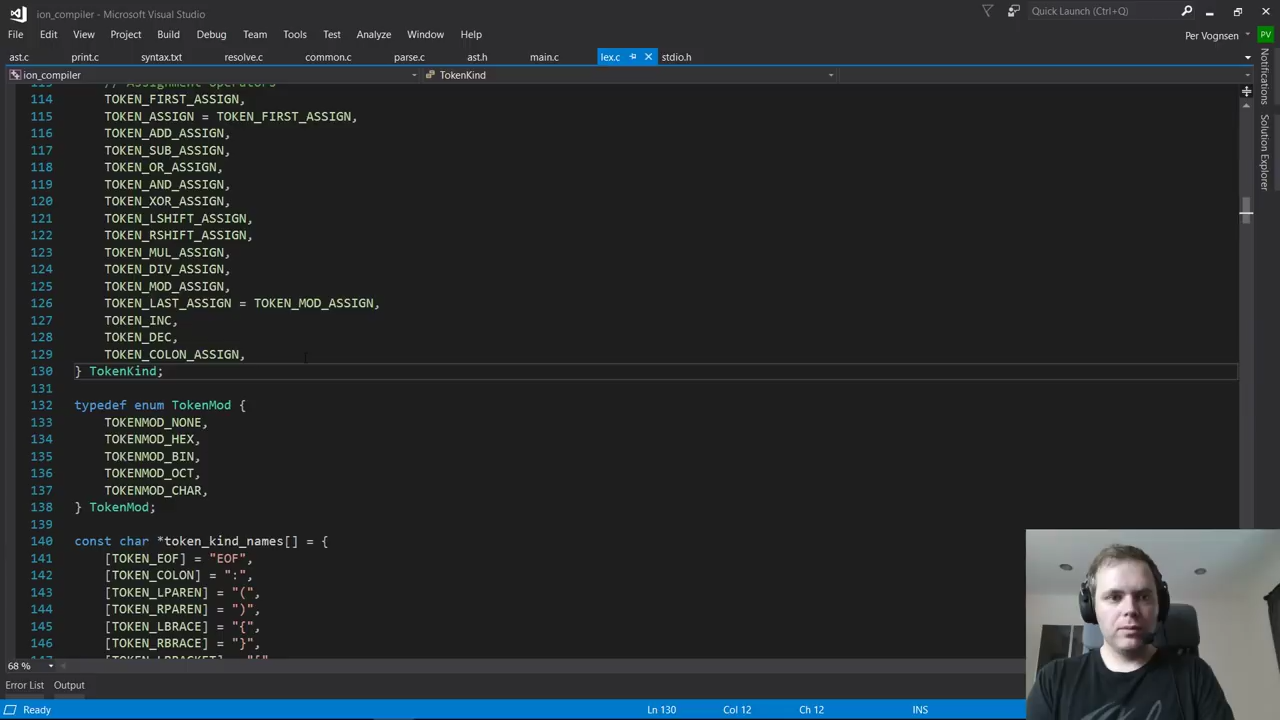 ion_compiler - Microsoft Visual Studio
Quick Launch (Ctrl+Q)
File Edit View Project Build Debug Team Tools Test Analyze Window Help
Per Vognsen
PV
ast.c print.c syntax.txt resolve.c common.c parse.c ast.h main.c lex.c stdio.h
ion_compiler
TokenKind
Notifications
Solution Explorer
113 // Assignment operators
114 TOKEN_FIRST_ASSIGN,
115 TOKEN_ASSIGN = TOKEN_FIRST_ASSIGN,
116 TOKEN_ADD_ASSIGN,
117 TOKEN_SUB_ASSIGN,
118 TOKEN_OR_ASSIGN,
119 TOKEN_AND_ASSIGN,
120 TOKEN_XOR_ASSIGN,
121 TOKEN_LSHIFT_ASSIGN,
122 TOKEN_RSHIFT_ASSIGN,
123 TOKEN_MUL_ASSIGN,
124 TOKEN_DIV_ASSIGN,
125 TOKEN_MOD_ASSIGN,
126 TOKEN_LAST_ASSIGN = TOKEN_MOD_ASSIGN,
127 TOKEN_INC,
128 TOKEN_DEC,
129 TOKEN_COLON_ASSIGN,
130 } TokenKind;
131
132 typedef enum TokenMod {
133 TOKENMOD_NONE,
134 TOKENMOD_HEX,
135 TOKENMOD_BIN,
136 TOKENMOD_OCT,
137 TOKENMOD_CHAR,
138 } TokenMod;
139
140 const char *token_kind_names[] = {
141 [TOKEN_EOF] = "EOF",
142 [TOKEN_COLON] = ":",
143 [TOKEN_LPAREN] = "(",
144 [TOKEN_RPAREN] = ")",
145 [TOKEN_LBRACE] = "{",
146 [TOKEN_RBRACE] = "}",
147 [TOKEN_LBRACKET] = "["
68 %
Error List Output
Ready Ln 130 Col 12 Ch 12 INS